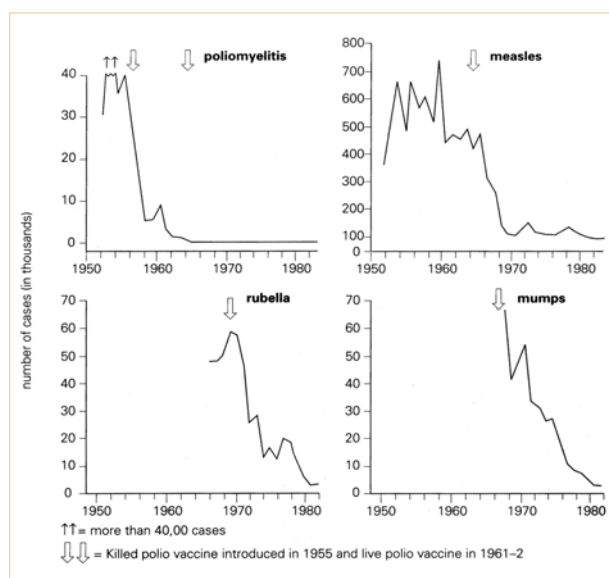 poliomyelitis
40
30
20
10
0
1950 1960 1970 1980
measles
800
700
600
500
400
300
200
100
0
1950 1960 1970 1980
number of cases (in thousands)
rubella
70
60
50
40
30
20
10
0
1950 1960 1970 1980
mumps
70
60
50
40
30
20
10
0
1950 1960 1970 1980
↑↑= more than 40,00 cases
⇩⇩ = Killed polio vaccine introduced in 1955 and live polio vaccine in 1961–2